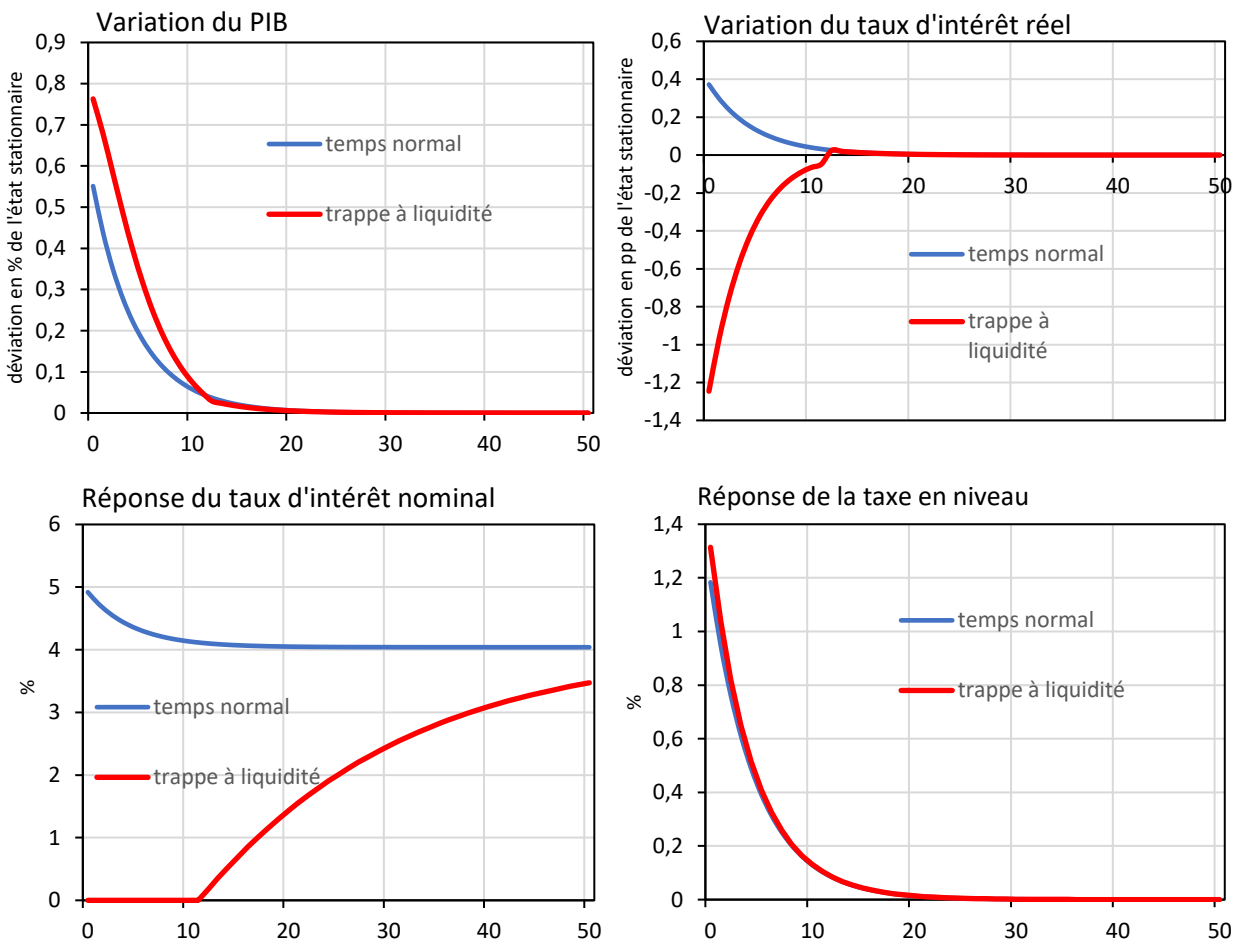 Variation du PIB
déviation en % de l'état stationnaire
0,9
0,8
0,7
0,6
0,5
0,4
0,3
0,2
0,1
0
temps normal
trappe à liquidité
0 10 20 30 40 50
Variation du taux d'intérêt réel
déviation en pp de l'état stationnaire
0,6
0,4
0,2
0
-0,2
-0,4
-0,6
-0,8
-1
-1,2
-1,4
0 10 20 30 40 50
temps normal
trappe à
liquidité
Réponse du taux d'intérêt nominal
%
6
5
4
3
2
1
0
temps normal
trappe à liquidité
0 10 20 30 40 50
Réponse de la taxe en niveau
%
1,4
1,2
1
0,8
0,6
0,4
0,2
0
temps normal
trappe à liquidité
0 10 20 30 40 50